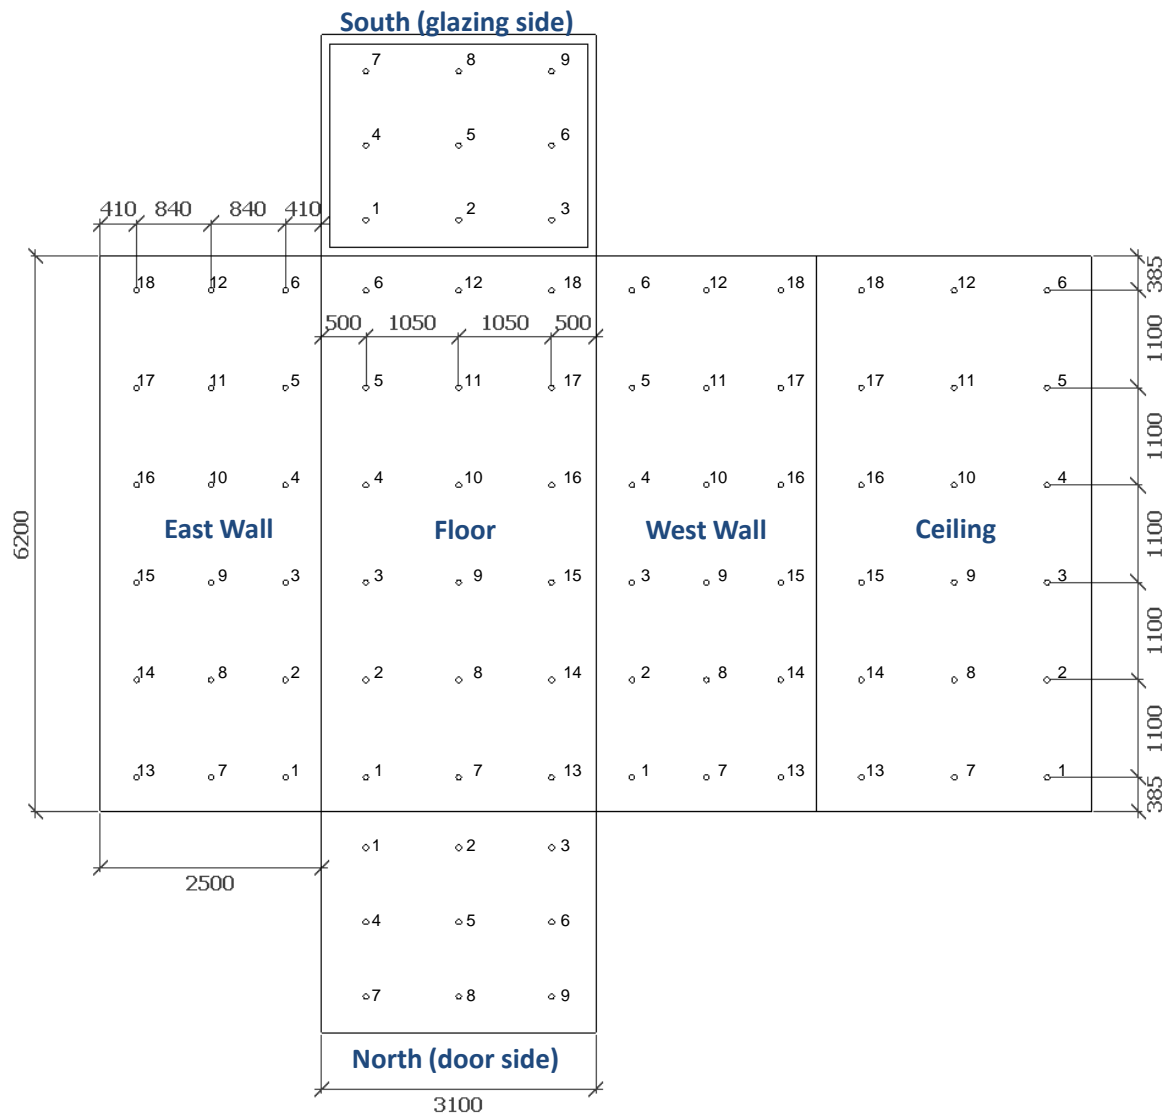 South (glazing side)
7 8 9
4 5 6
1 2 3
410 840 840 410
18 12 6 6 12 18 6 12 18 18 12 6
385
500 1050 1050 500
1100
17 11 5 5 11 17 5 11 17 17 11 5
1100
16 10 4 4 10 16 4 10 16 16 10 4
6200
East Wall Floor West Wall Ceiling
1100
15 9 3 3 9 15 3 9 15 15 9 3
1100
14 8 2 2 8 14 2 8 14 14 8 2
1100
13 7 1 1 7 13 1 7 13 13 7 1
385
1 2 3
2500
4 5 6
7 8 9
North (door side)
3100